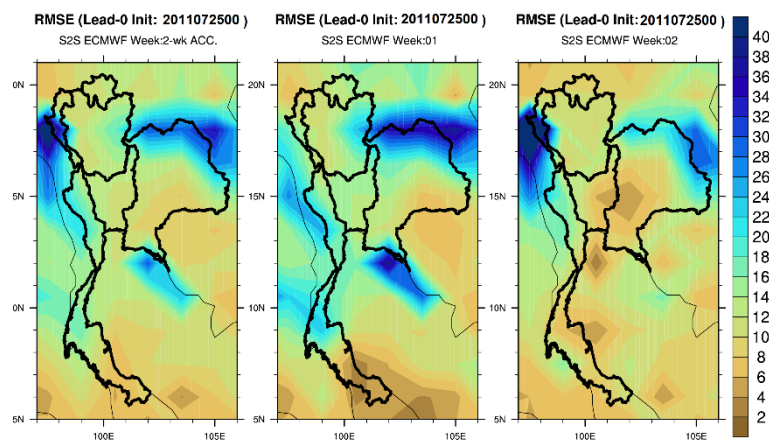 RMSE (Lead-0 Init: 2011072500 )
S2S ECMWF Week:2-wk ACC.
RMSE (Lead-0 Init: 2011072500 )
S2S ECMWF Week:01
RMSE (Lead-0 Init: 2011072500 )
S2S ECMWF Week:02
0N
15N
0N
5N
100E
105E
20N
15N
10N
5N
100E
105E
20N
15N
10N
5N
100E
105E
40
38
36
34
32
30
28
26
24
22
20
18
16
14
12
10
8
6
4
2